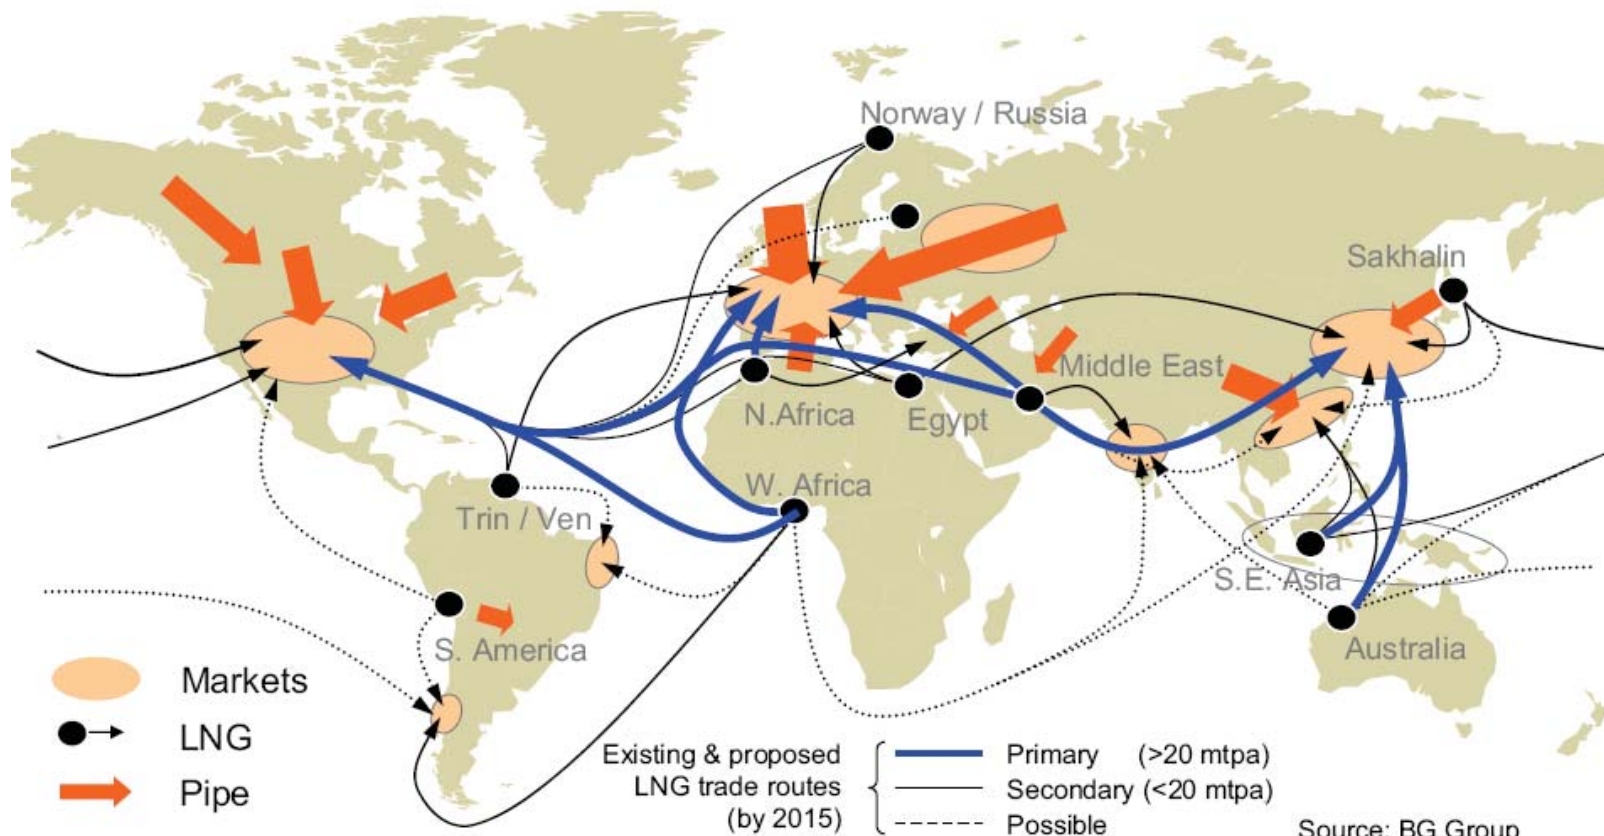 Norway / Russia
Sakhalin
Middle East
N.Africa
Egypt
W. Africa
Trin / Ven
S.E. Asia
S. America
Australia
Markets
LNG
Pipe
Existing & proposed
LNG trade routes
(by 2015)
Primary (>20 mtpa)
Secondary (<20 mtpa)
Possible
Source: BG Group